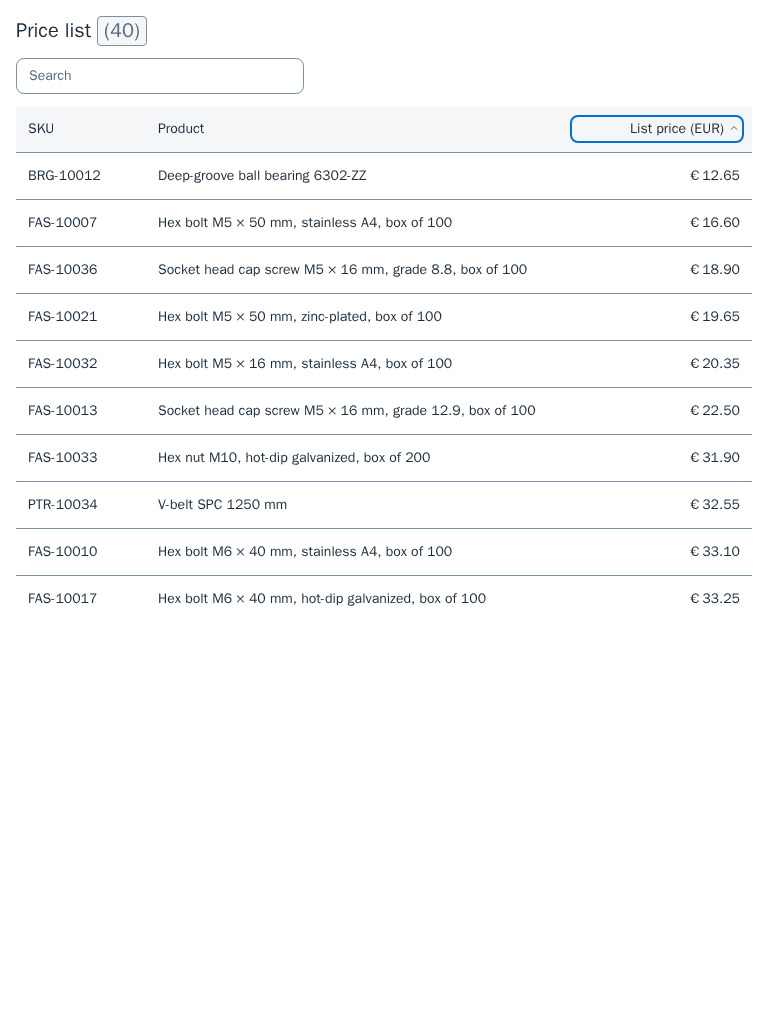 Price list (40)
Search
SKU Product List price (EUR)
BRG-10012 Deep-groove ball bearing 6302-ZZ € 12.65
FAS-10007 Hex bolt M5 × 50 mm, stainless A4, box of 100 € 16.60
FAS-10036 Socket head cap screw M5 × 16 mm, grade 8.8, box of 100 € 18.90
FAS-10021 Hex bolt M5 × 50 mm, zinc-plated, box of 100 € 19.65
FAS-10032 Hex bolt M5 × 16 mm, stainless A4, box of 100 € 20.35
FAS-10013 Socket head cap screw M5 × 16 mm, grade 12.9, box of 100 € 22.50
FAS-10033 Hex nut M10, hot-dip galvanized, box of 200 € 31.90
PTR-10034 V-belt SPC 1250 mm € 32.55
FAS-10010 Hex bolt M6 × 40 mm, stainless A4, box of 100 € 33.10
FAS-10017 Hex bolt M6 × 40 mm, hot-dip galvanized, box of 100 € 33.25